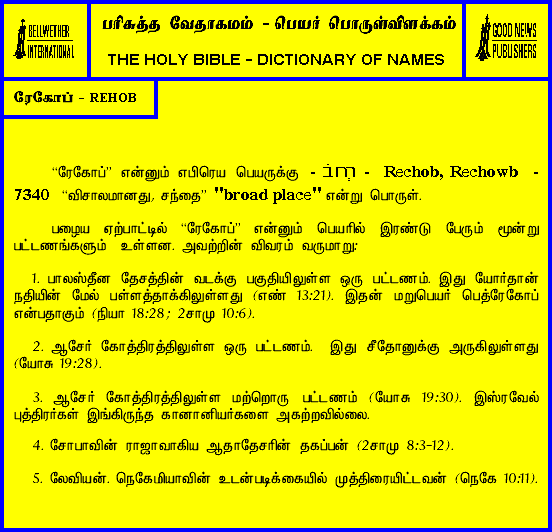 BELLWETHER
INTERNATIONAL
பரிசுத்த வேதாகமம் - பெயர் பொருள்விளக்கம்
THE HOLY BIBLE - DICTIONARY OF NAMES
GOOD NEWS
PUBLISHERS
ரேகோப் - REHOB
“ரேகோப்” என்னும் எபிரெய பெயருக்கு - - Rechob, Rechowb -
7340 “விசாலமானது, சந்தை” "broad place" என்று பொருள்.
பழைய ஏற்பாட்டில் “ரேகோப்” என்னும் பெயரில் இரண்டு பேரும் மூன்று
பட்டணங்களும் உள்ளன. அவற்றின் விவரம் வருமாறு:
1. பாலஸ்தீன தேசத்தின் வடக்கு பகுதியிலுள்ள ஒரு பட்டணம். இது யோர்தான்
நதியின் மேல் பள்ளத்தாக்கிலுள்ளது (எண் 13:21). இதன் மறுபெயர் பெத்ரேகோப்
என்பதாகும் (நியா 18:28; 2சாமு 10:6).
2. ஆசேர் கோத்திரத்திலுள்ள ஒரு பட்டணம். இது சீதோனுக்கு அருகிலுள்ளது
(யோசு 19:28).
3. ஆசேர் கோத்திரத்திலுள்ள மற்றொரு பட்டணம் (யோசு 19:30). இஸ்ரவேல்
புத்திரர்கள் இங்கிருந்த கானானியர்களை அகற்றவில்லை.
4. சோபாவின் ராஜாவாகிய ஆதாதேசரின் தகப்பன் (2சாமு 8:3-12).
5. லேவியன். நெகேமியாவின் உடன்படிக்கையில் முத்திரையிட்டவன் (நெகே 10:11).